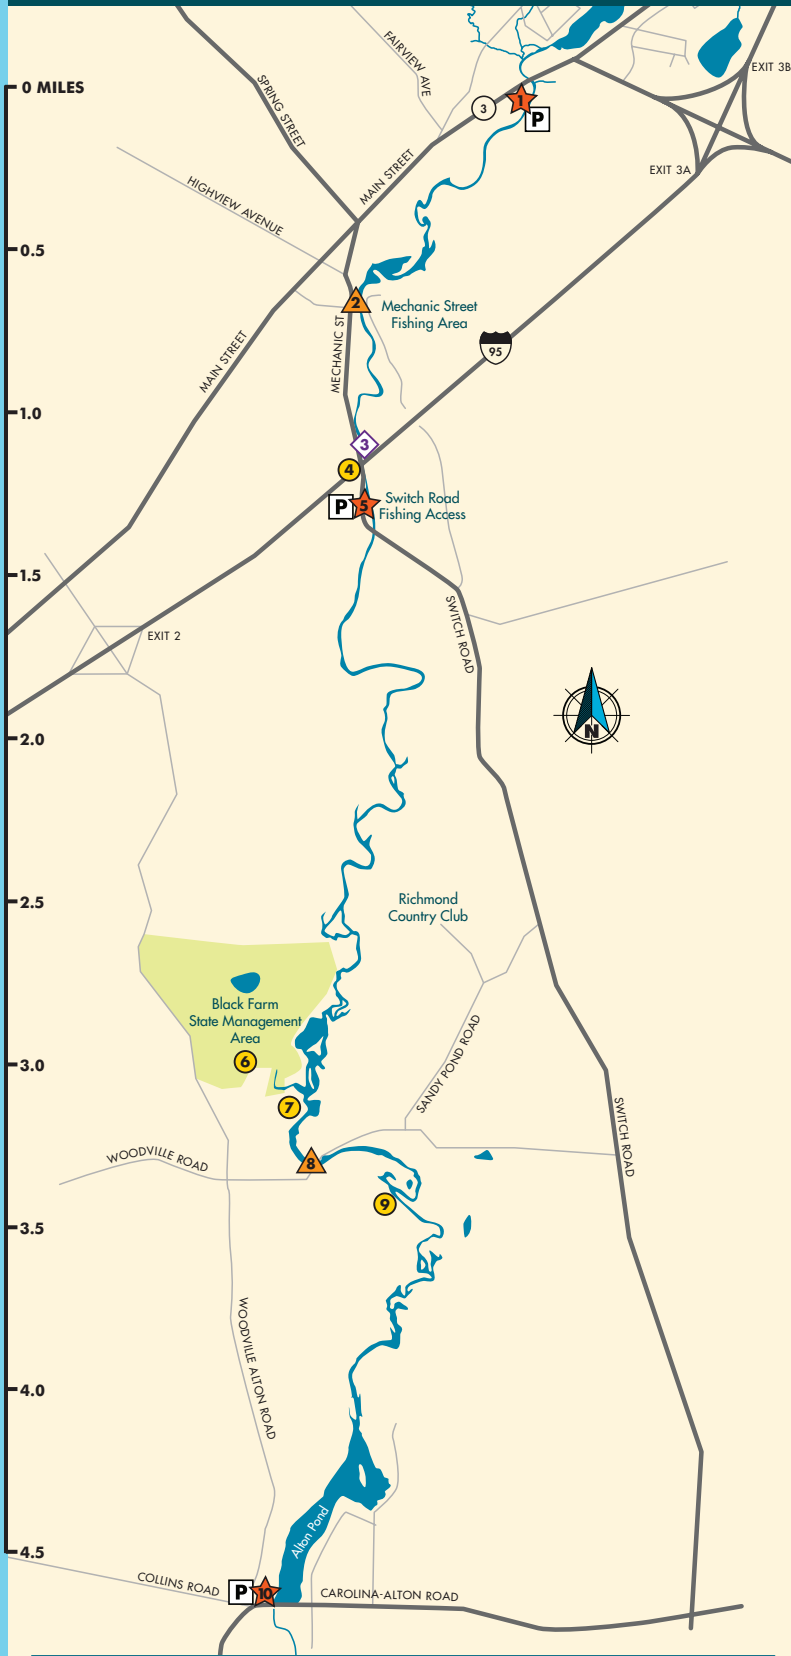 FAIRVIEW AVE
EXIT 3B
0 MILES
SPRING STREET
1
3
P
MAIN STREET
EXIT 3A
HIGHVIEW AVENUE
0.5
2
Mechanic Street
Fishing Area
MECHANIC ST
95
MAIN STREET
1.0
3
4
P
5
Switch Road
Fishing Access
1.5
SWITCH ROAD
EXIT 2
N
2.0
2.5
Richmond
Country Club
Black Farm
State Management
Area
3.0
6
SANDY POND ROAD
7
SWITCH ROAD
WOODVILLE ROAD
8
9
3.5
WOODVILLE ALTON ROAD
4.0
Alton Pond
4.5
COLLINS ROAD
P
10
CAROLINA-ALTON ROAD